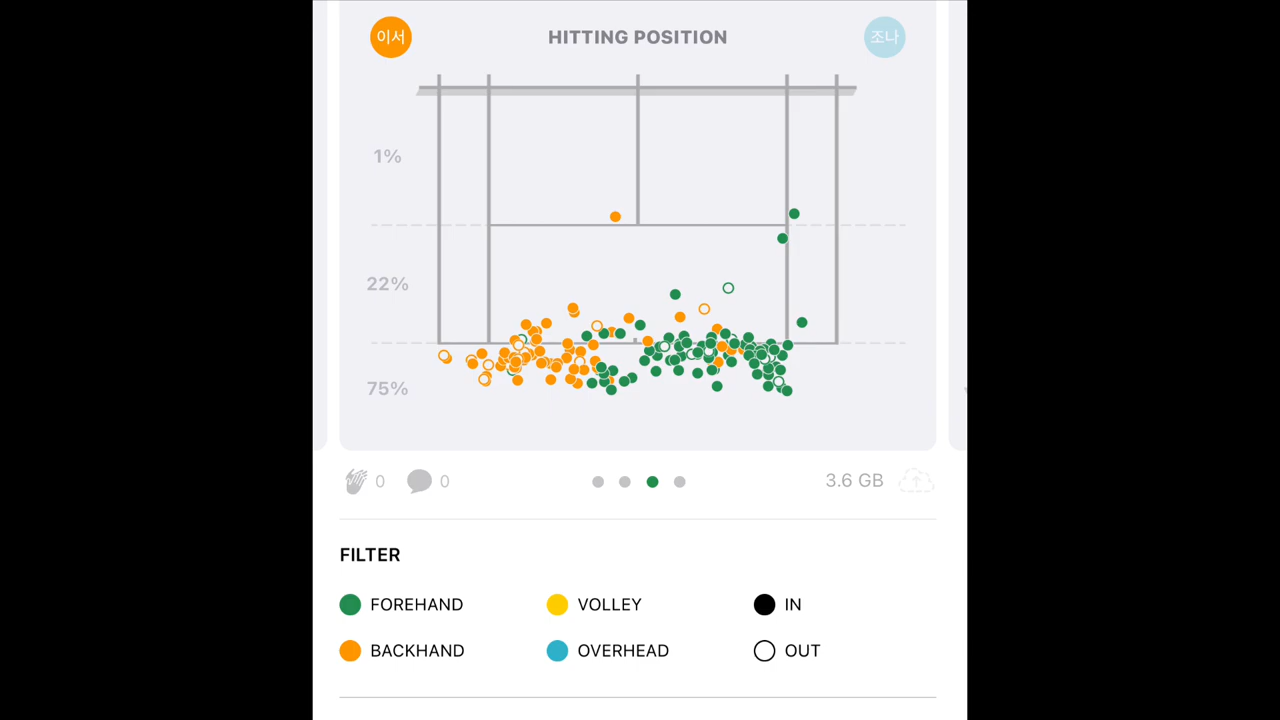 이서 HITTING POSITION 조나
1%
22%
75%
0 0 3.6 GB
FILTER
FOREHAND VOLLEY IN
BACKHAND OVERHEAD OUT